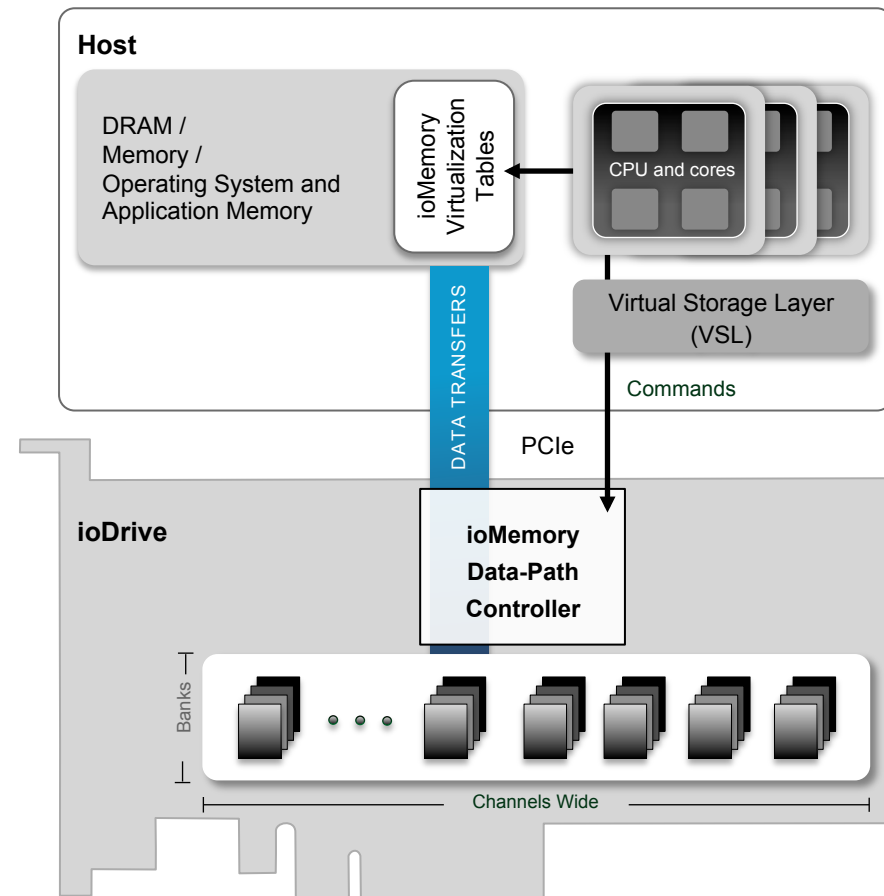 Host
DRAM /
Memory /
Operating System and
Application Memory
ioMemory
Virtualization
Tables
CPU and cores
Virtual Storage Layer
(VSL)
Commands
DATA TRANSFERS
PCIe
ioDrive
ioMemory
Data-Path
Controller
Banks
Channels Wide